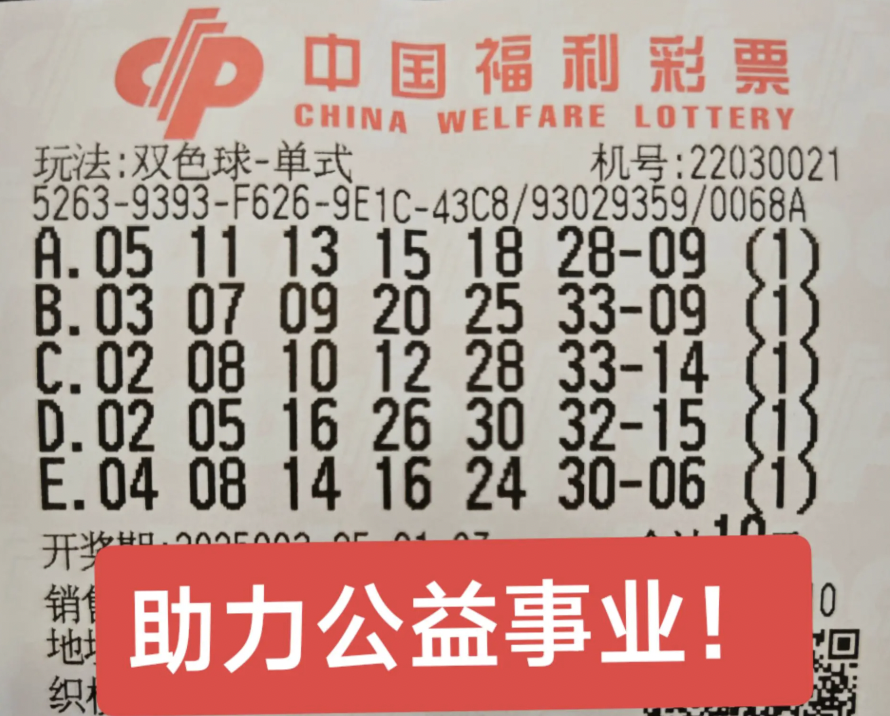 中国福利彩票
CHINA WELFARE LOTTERY
玩法:双色球-单式 机号:22030021
5263-9393-F626-9E1C-43C8/93029359/0068A
A.05 11 13 15 18 28-09 (1)
B.03 07 09 20 25 33-09 (1)
C.02 08 10 12 28 33-14 (1)
D.02 05 16 26 30 32-15 (1)
E.04 08 14 16 24 30-06 (1)
开奖期:
销售
地
助力公益事业!